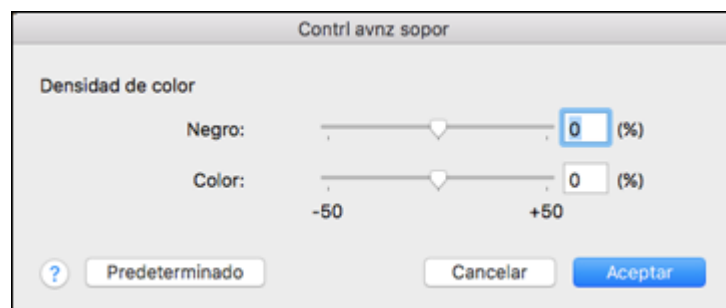 Contrl avnz sopor
Densidad de color
Negro: 0 (%)
Color: 0 (%)
-50 +50
? Predeterminado Cancelar Aceptar